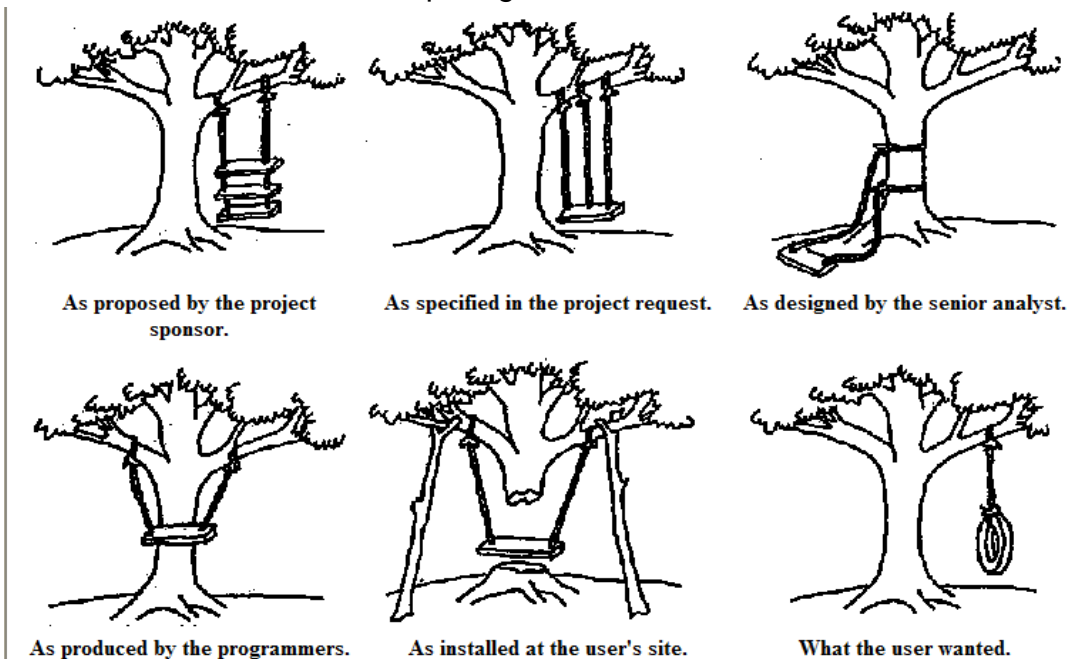 As proposed by the project
sponsor.
As specified in the project request.
As designed by the senior analyst.
As produced by the programmers.
As installed at the user's site.
What the user wanted.